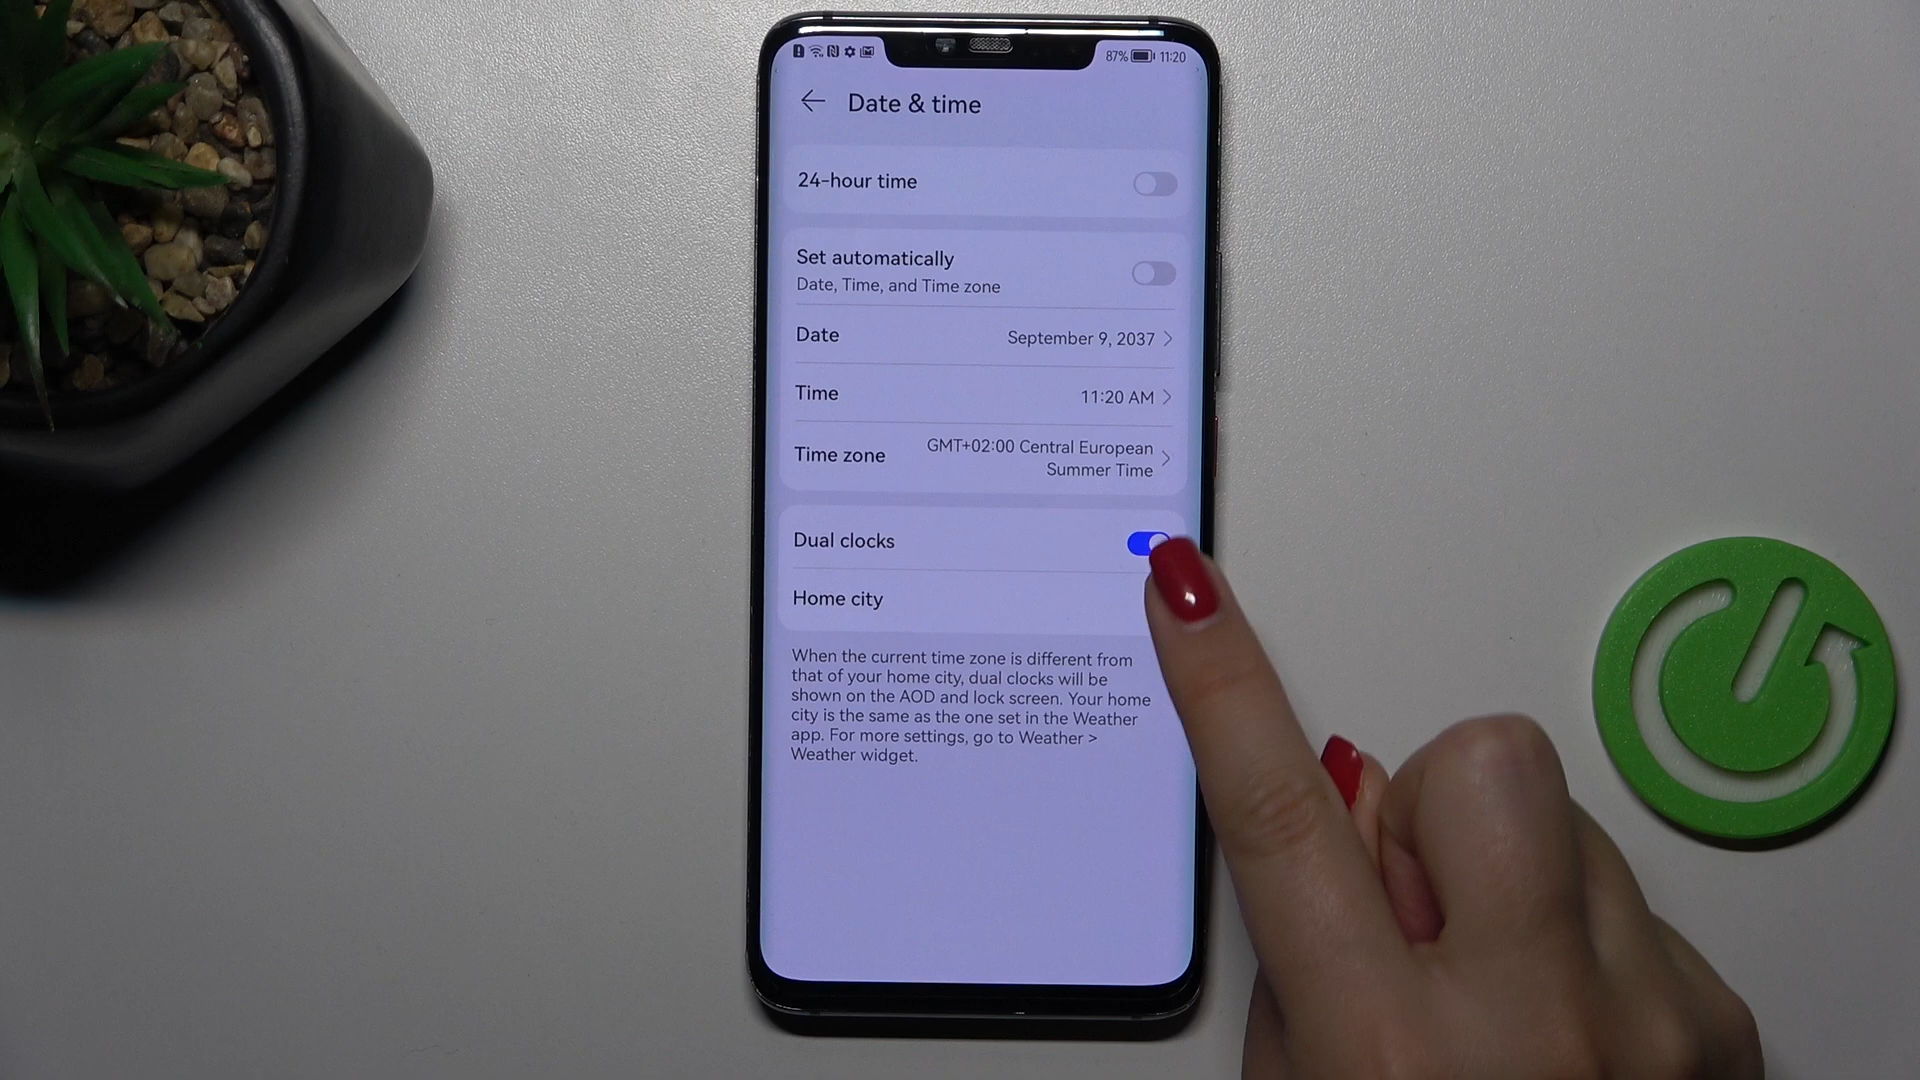 87% 11:20
Date & time
24-hour time
Set automatically
Date, Time, and Time zone
Date September 9, 2037
Time 11:20 AM
Time zone GMT+02:00 Central European
Summer Time
Dual clocks
Home city
When the current time zone is different from
that of your home city, dual clocks will be
shown on the AOD and lock screen. Your home
city is the same as the one set in the Weather
app. For more settings, go to Weather >
Weather widget.